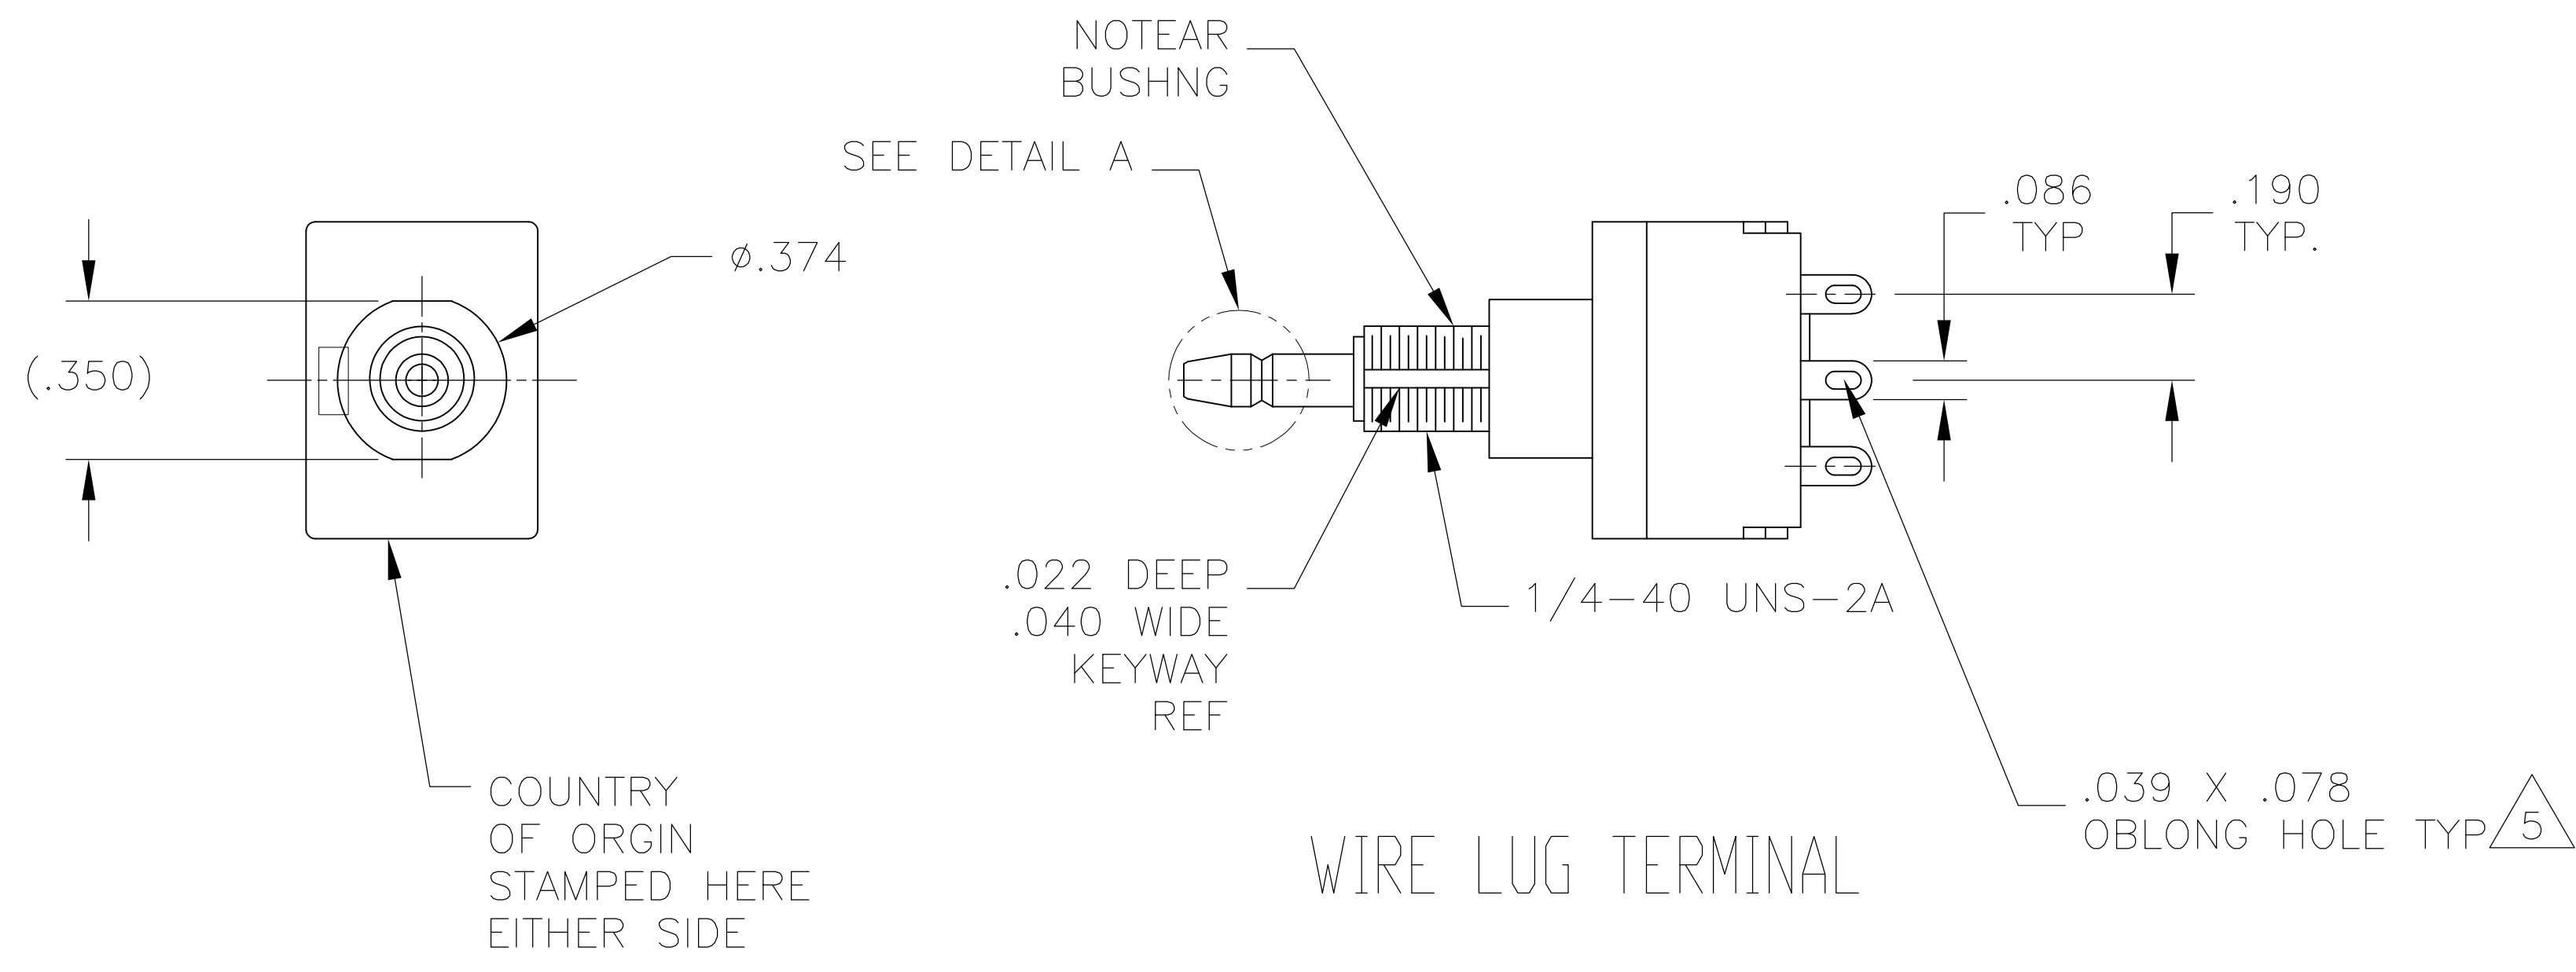 NOTEAR
BUSHNG
SEE DETAIL A
.086
TYP
.190
TYP.
⌀.374
(.350)
.022 DEEP
.040 WIDE
KEYWAY
REF
1/4-40 UNS-2A
COUNTRY
OF ORGIN
STAMPED HERE
EITHER SIDE
.039 X .078
OBLONG HOLE TYP
5
WIRE LUG TERMINAL